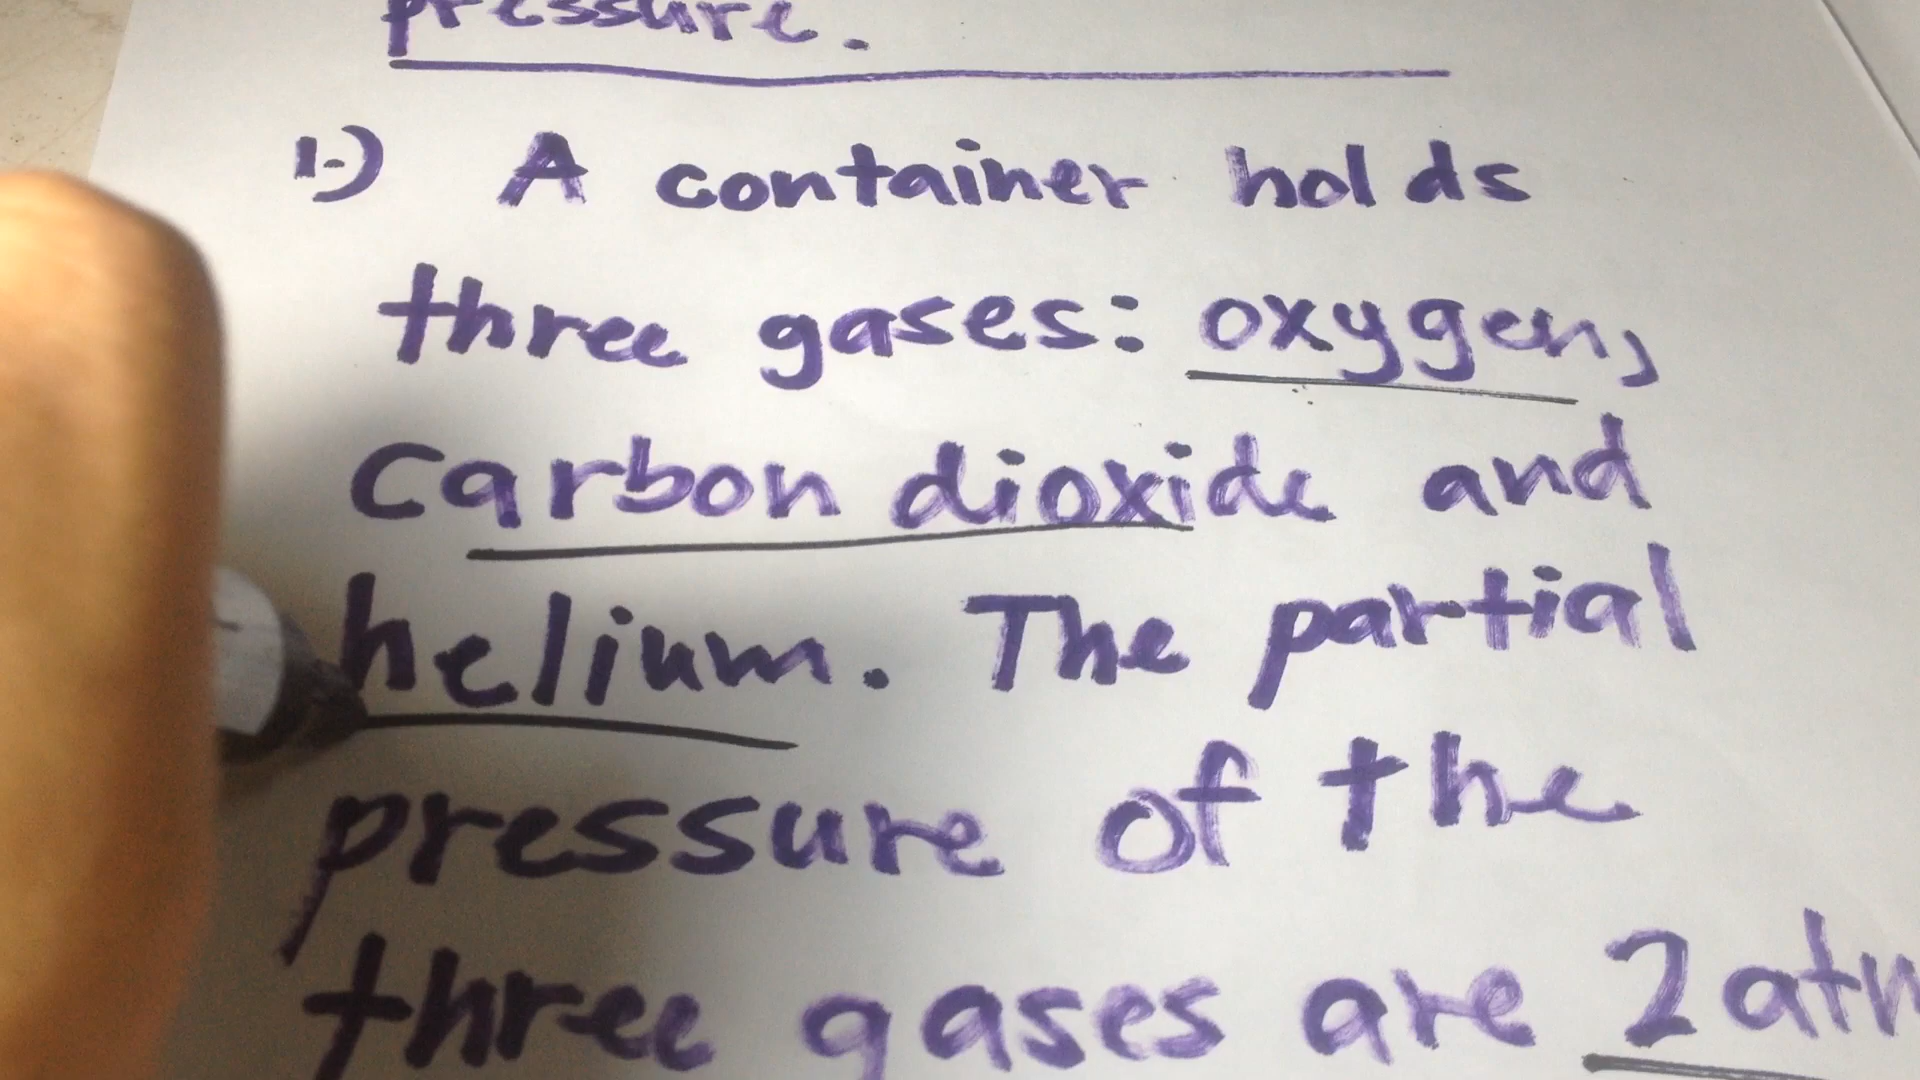 pressure.
1-) A container holds
three gases: oxygen,
carbon dioxide and
helium. The partial
pressure of the
three gases are 2 atm